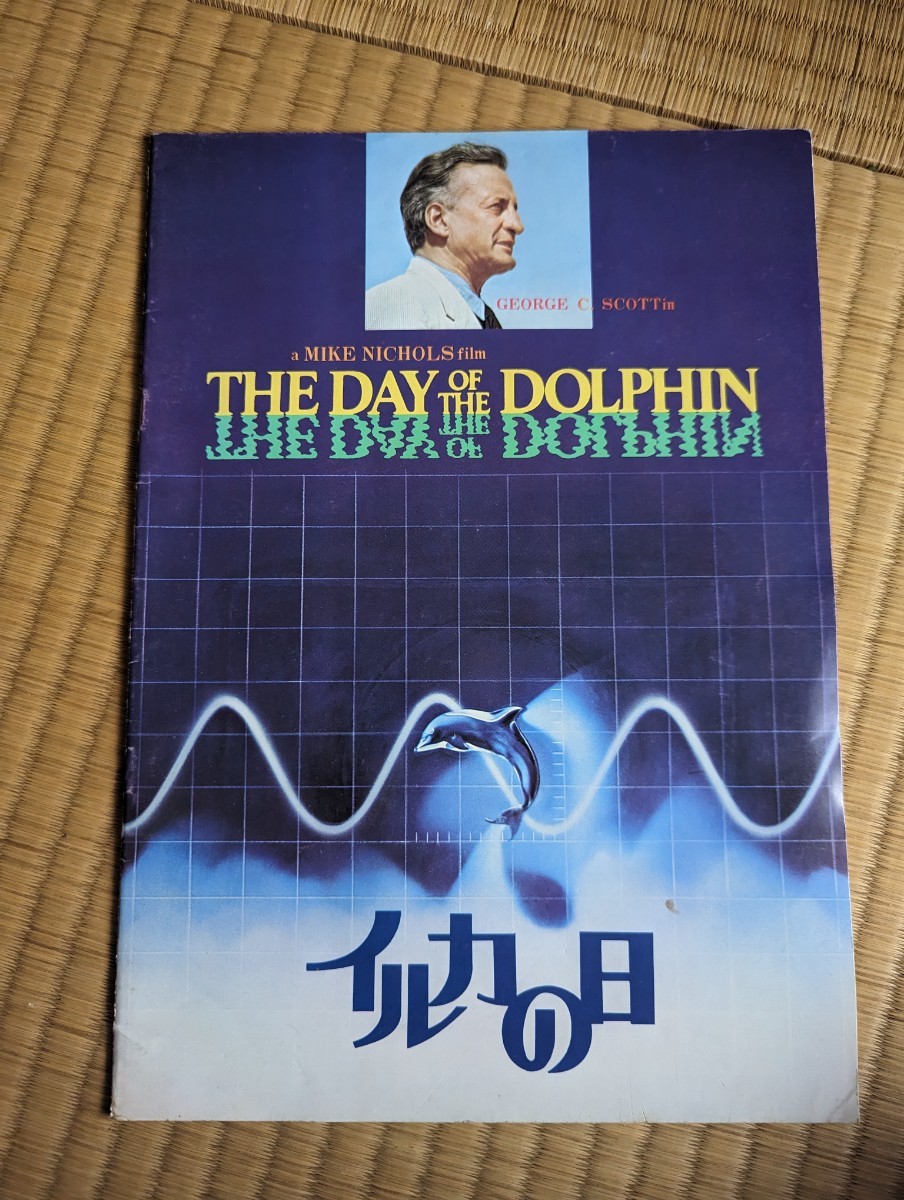 GEORGE C. SCOTT in
a MIKE NICHOLS film
THE DAY OF THE DOLPHIN
THE DAY OF THE DOLPHIN
イルカの日